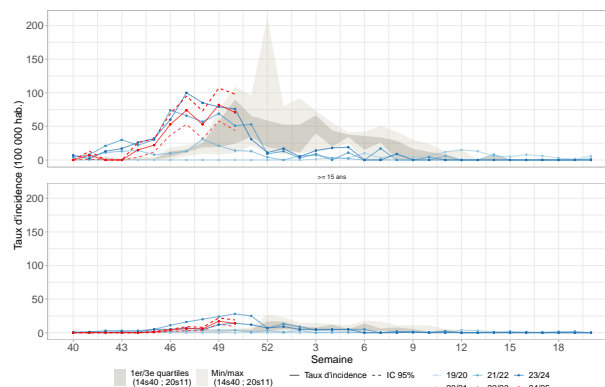 200
150
100
50
0
>= 15 ans
Taux d'incidence (100 000 hab.)
200
150
100
50
0
40 43 46 49 52 3 6 9 12 15 18
Semaine
1er/3e quartiles
(14s40 ; 20s11)
Min/max
(14s40 ; 20s11)
Taux d'incidence
IC 95%
19/20 21/22 23/24